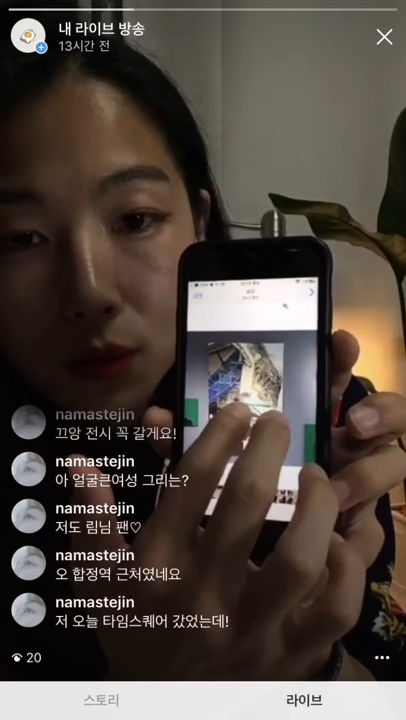 내 라이브 방송
13시간 전
namastejin
끄앙 전시 꼭 갈게요!
namastejin
아 얼굴큰여성 그리는?
namastejin
저도 림님 팬♡
namastejin
오 합정역 근처였네요
namastejin
저 오늘 타임스퀘어 갔었는데!
20
스토리
라이브